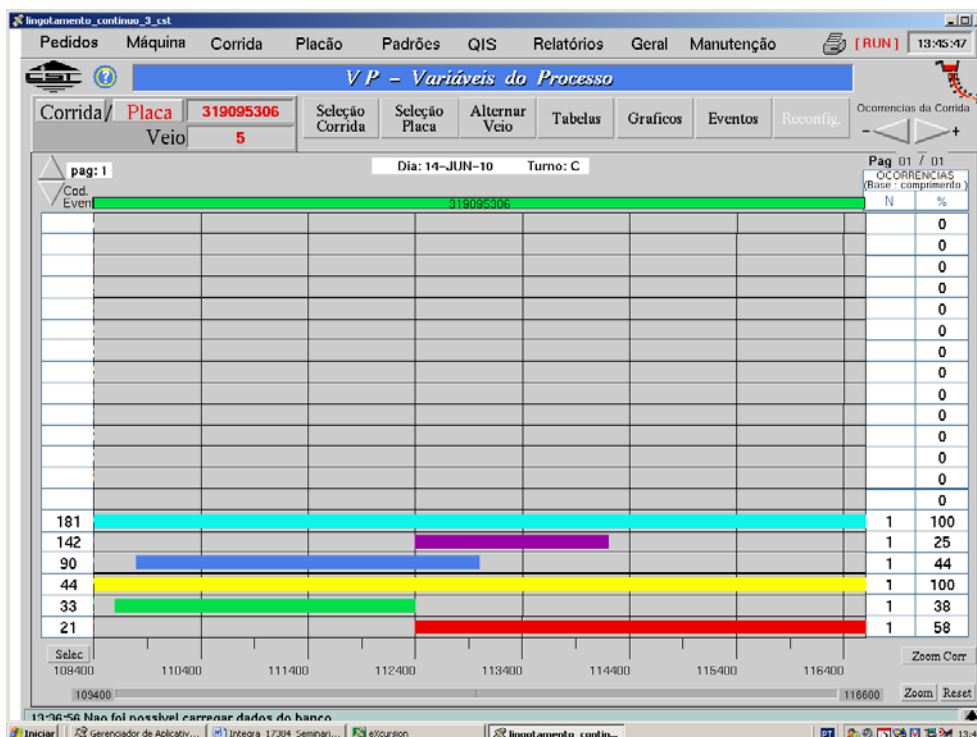 lingotamento_continuo_3_cst
Pedidos Máquina Corrida Placão Padrões QIS Relatórios Geral Manutenção [RUN] 13:45:47
CST ? VP – Variáveis do Processo
Corrida/ Placa 319095306
Veio 5
Seleção Corrida
Seleção Placa
Alternar Veio
Tabelas
Graficos
Eventos
Reconfig.
Ocorrencias da Corrida
- +
pag: 1 Dia: 14-JUN-10 Turno: C Pag 01 / 01
OCORRENCIAS
(Base : comprimento )
Cod.
Even 319095306 N %
0
0
0
0
0
0
0
0
0
0
0
0
0
0
181 1 100
142 1 25
90 1 44
44 1 100
33 1 38
21 1 58
Selec Zoom Corr
109400 110400 111400 112400 113400 114400 115400 116400
109400 116600 Zoom Reset
13:36:56 Nao foi possivel carregar dados do banco
Iniciar Gerenciador de Aplicativ... Integra 17304 Seminari... eXcursion lingotamento_contin... PT